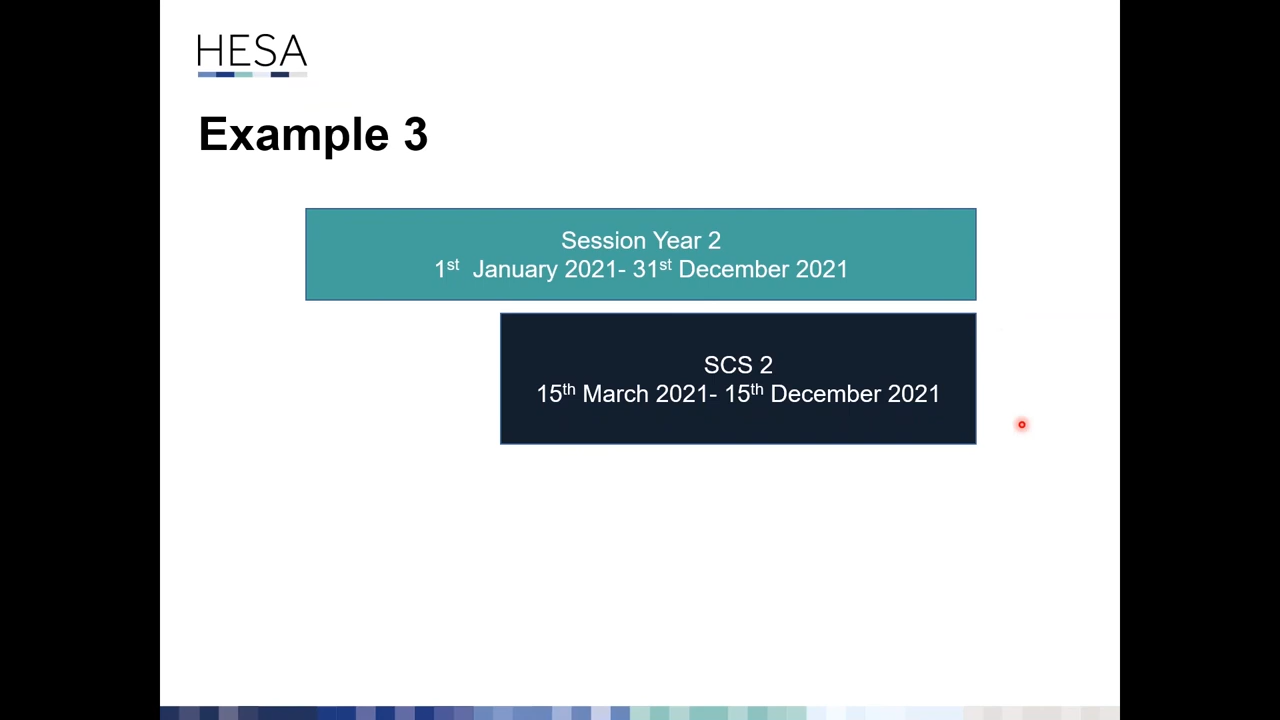 HESA
Example 3
Session Year 2
1st January 2021- 31st December 2021
SCS 2
15th March 2021- 15th December 2021